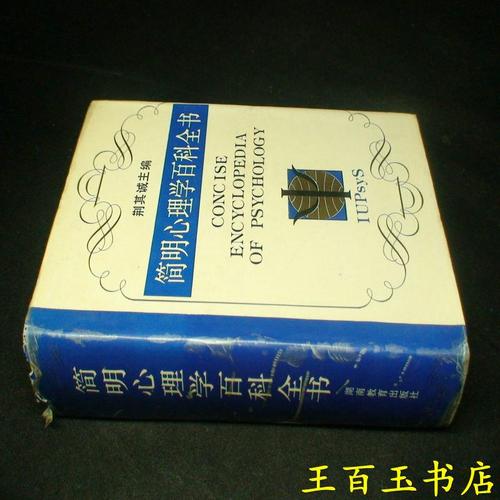 荆其诚主编
简明心理学百科全书
CONCISE
ENCYCLOPEDIA
OF PSYCHOLOGY
IUPsyS
简明心理学百科全书
湖南教育出版社
王百玉书店